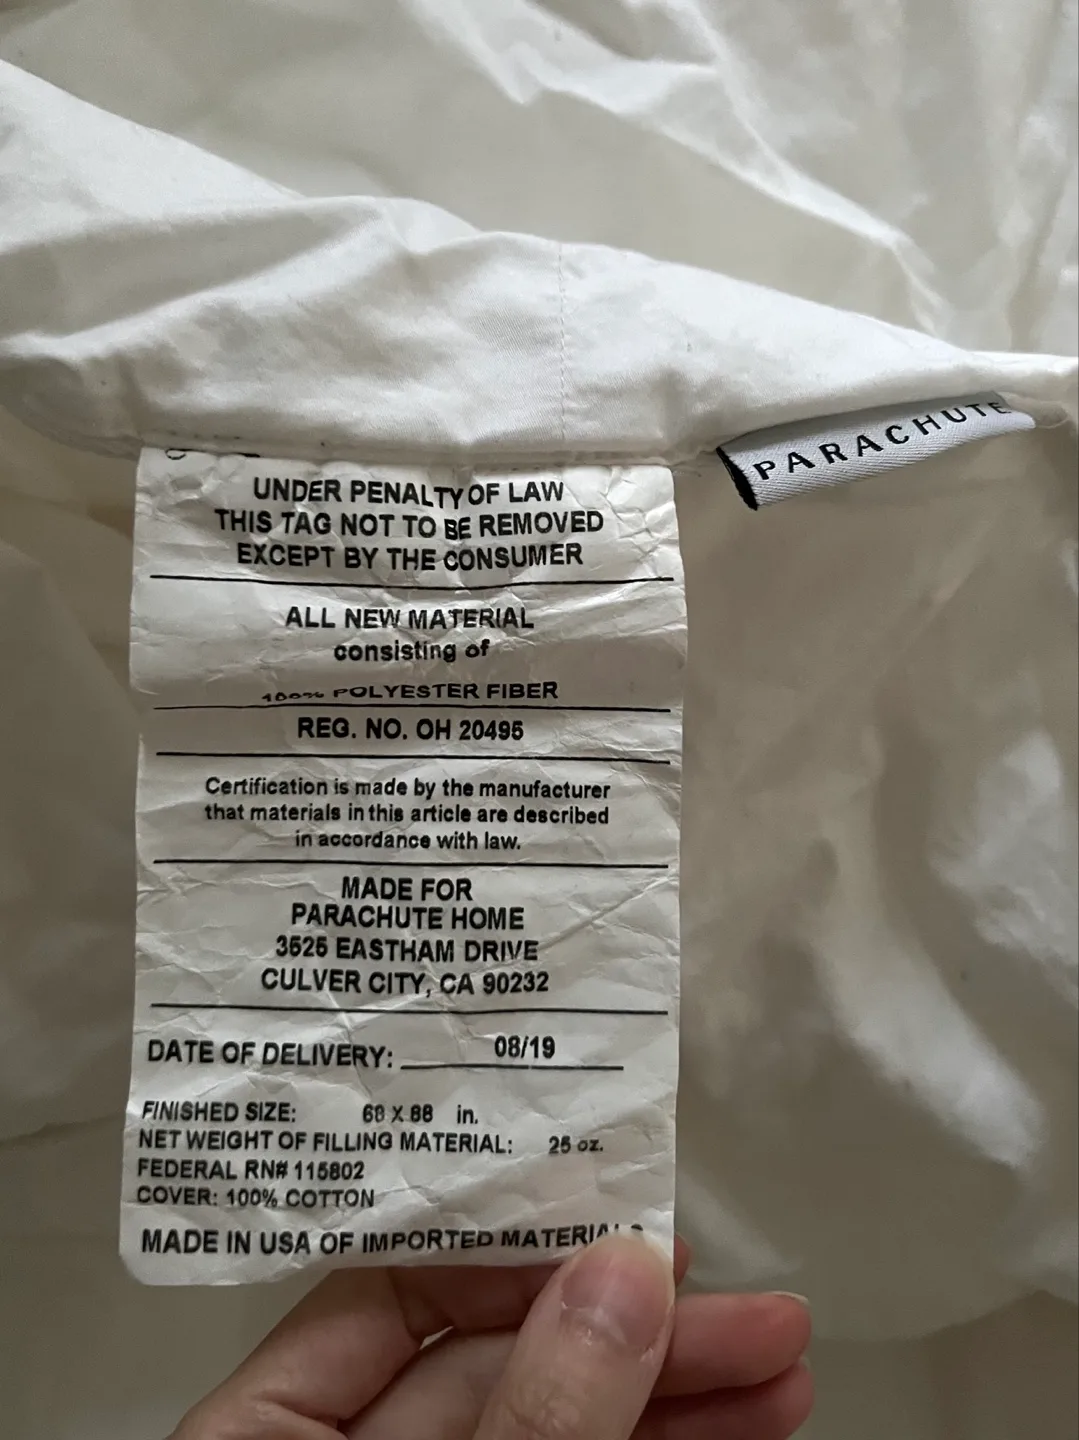 PARACHUTE
UNDER PENALTY OF LAW
THIS TAG NOT TO BE REMOVED
EXCEPT BY THE CONSUMER
ALL NEW MATERIAL
consisting of
100% POLYESTER FIBER
REG. NO. OH 20495
Certification is made by the manufacturer
that materials in this article are described
in accordance with law.
MADE FOR
PARACHUTE HOME
3525 EASTHAM DRIVE
CULVER CITY, CA 90232
DATE OF DELIVERY: 08/19
FINISHED SIZE: 68 X 88 in.
NET WEIGHT OF FILLING MATERIAL: 25 oz.
FEDERAL RN# 115802
COVER: 100% COTTON
MADE IN USA OF IMPORTED MATERIALS